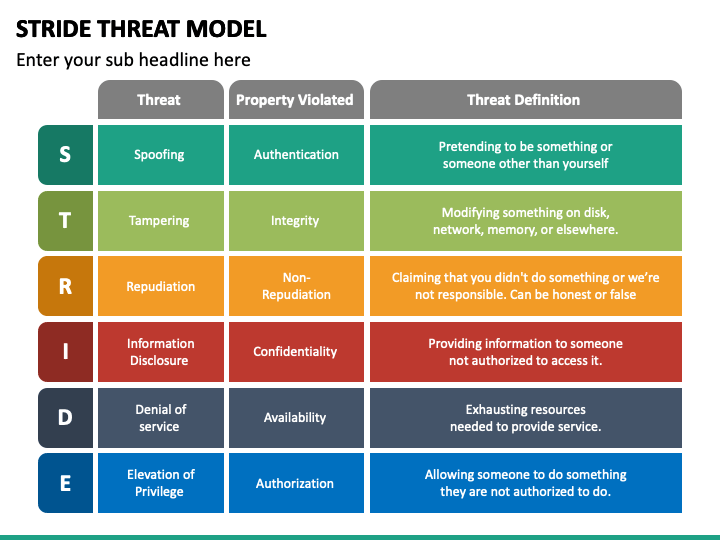 STRIDE THREAT MODEL
Enter your sub headline here
Threat
Property Violated
Threat Definition
S
Spoofing
Authentication
Pretending to be something or
someone other than yourself
T
Tampering
Integrity
Modifying something on disk,
network, memory, or elsewhere.
R
Repudiation
Non-
Repudiation
Claiming that you didn't do something or we're
not responsible. Can be honest or false
I
Information
Disclosure
Confidentiality
Providing information to someone
not authorized to access it.
D
Denial of
service
Availability
Exhausting resources
needed to provide service.
E
Elevation of
Privilege
Authorization
Allowing someone to do something
they are not authorized to do.